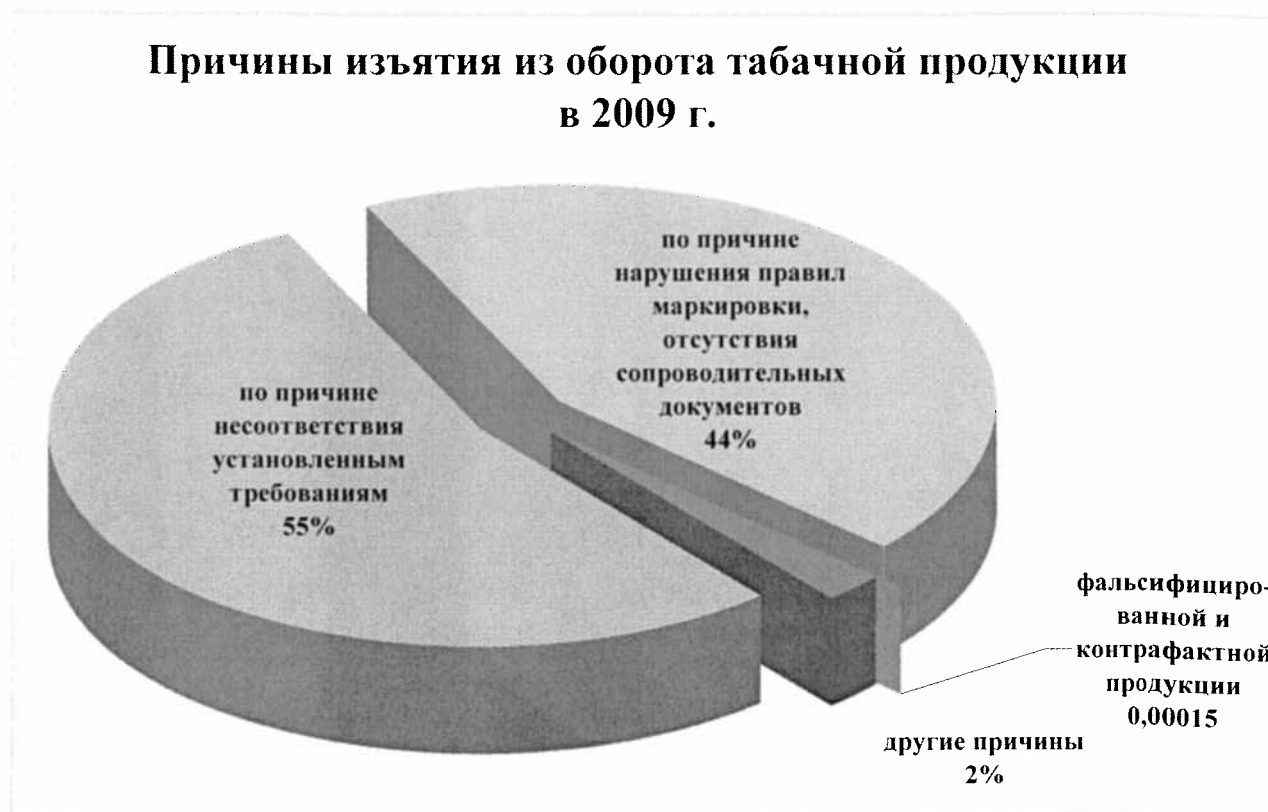 Причины изъятия из оборота табачной продукции
в 2009 г.
по причине
нарушения правил
маркировки,
отсутствия
сопроводительных
документов
44%
по причине
несоответствия
установленным
требованиям
55%
фальсифициро-
ванной и
контрафактной
продукции
0,00015
другие причины
2%